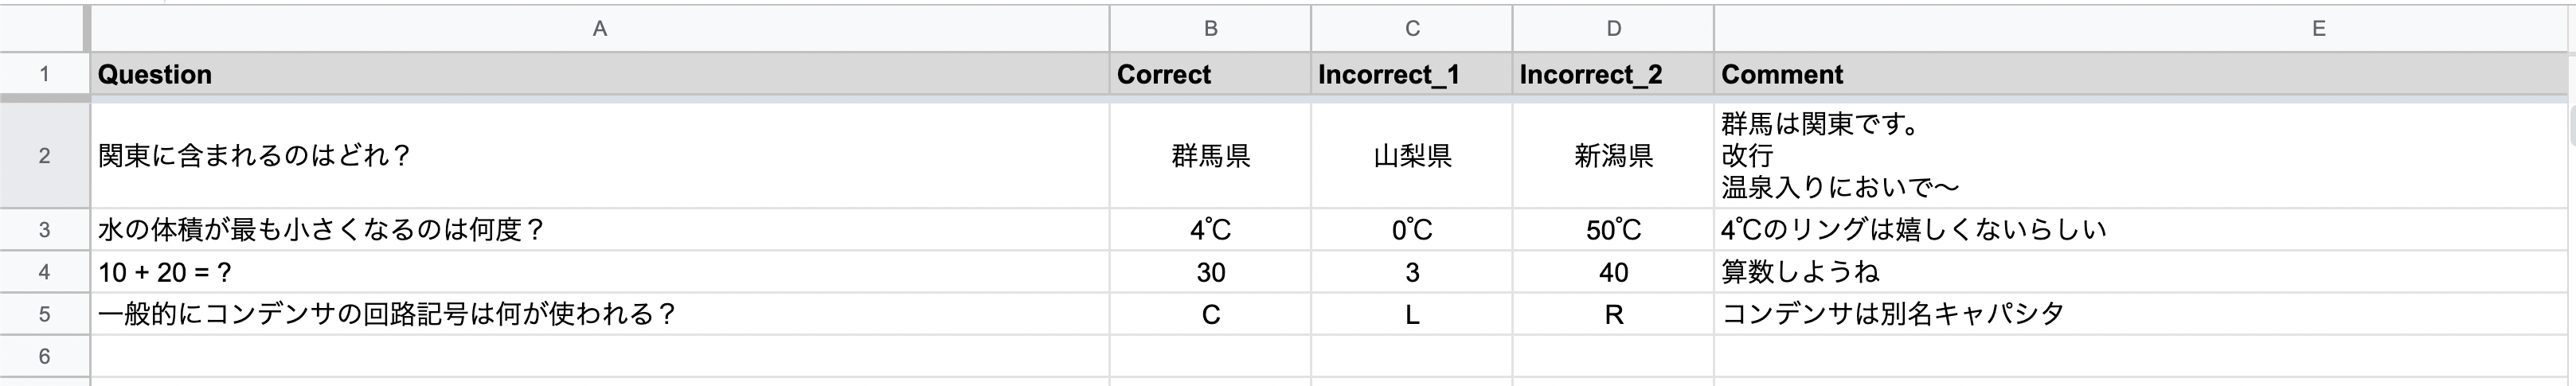 A B C D E
1 Question Correct Incorrect_1 Incorrect_2 Comment
2 関東に含まれるのはどれ？ 群馬県 山梨県 新潟県 群馬は関東です。
改行
温泉入りにおいで〜
3 水の体積が最も小さくなるのは何度？ 4℃ 0℃ 50℃ 4℃のリングは嬉しくないらしい
4 10 + 20 = ? 30 3 40 算数しようね
5 一般的にコンデンサの回路記号は何が使われる？ C L R コンデンサは別名キャパシタ
6